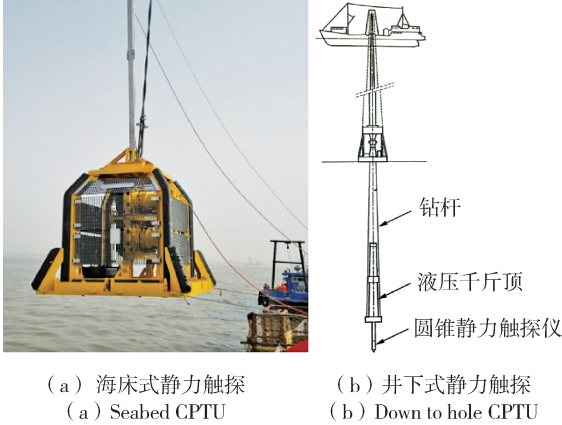 钻杆
液压千斤顶
圆锥静力触探仪
（a）海床式静力触探
（a）Seabed CPTU
（b）井下式静力触探
（b）Down to hole CPTU